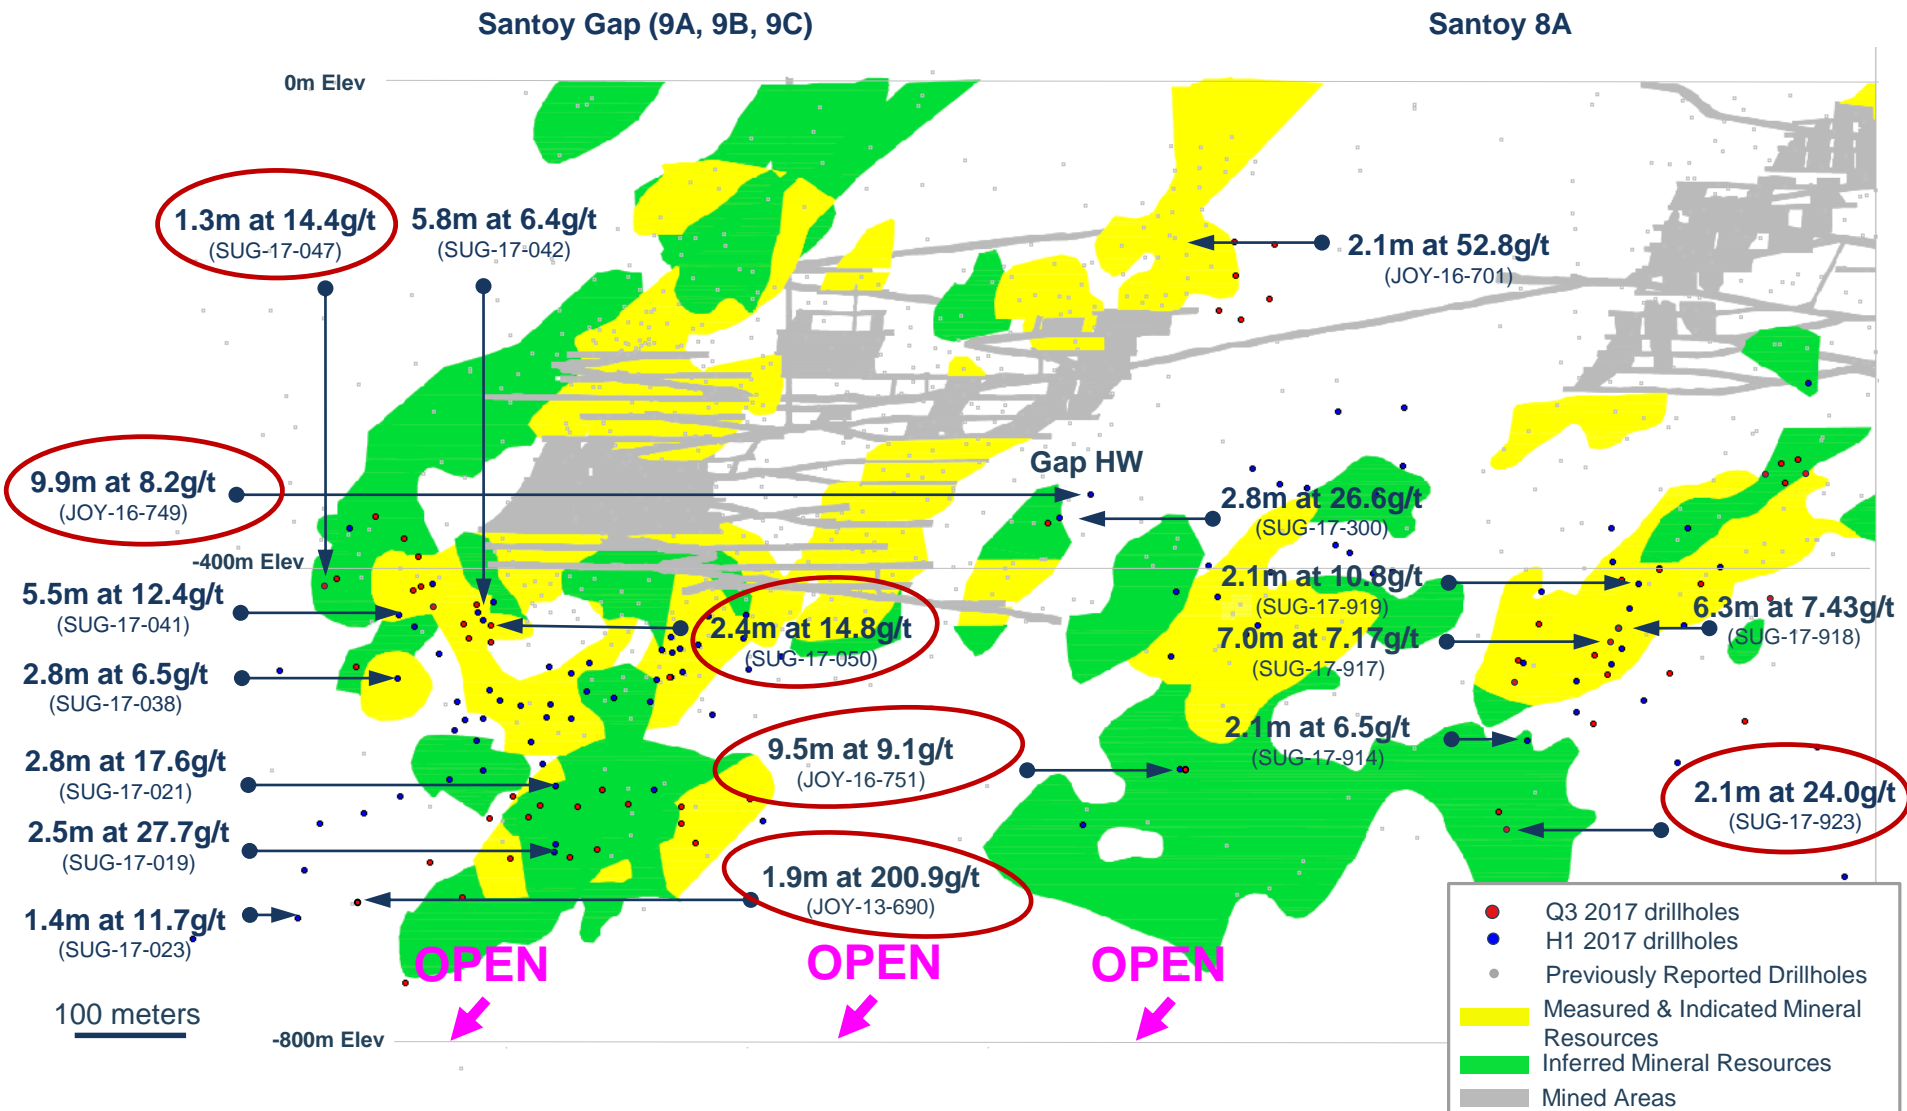 Santoy Gap (9A, 9B, 9C)
Santoy 8A
0m Elev
1.3m at 14.4g/t
(SUG-17-047)
5.8m at 6.4g/t
(SUG-17-042)
2.1m at 52.8g/t
(JOY-16-701)
Gap HW
9.9m at 8.2g/t
(JOY-16-749)
2.8m at 26.6g/t
(SUG-17-300)
-400m Elev
5.5m at 12.4g/t
(SUG-17-041)
2.1m at 10.8g/t
(SUG-17-919)
6.3m at 7.43g/t
(SUG-17-918)
2.4m at 14.8g/t
(SUG-17-050)
7.0m at 7.17g/t
(SUG-17-917)
2.8m at 6.5g/t
(SUG-17-038)
9.5m at 9.1g/t
(JOY-16-751)
2.1m at 6.5g/t
(SUG-17-914)
2.8m at 17.6g/t
(SUG-17-021)
2.1m at 24.0g/t
(SUG-17-923)
2.5m at 27.7g/t
(SUG-17-019)
1.9m at 200.9g/t
(JOY-13-690)
1.4m at 11.7g/t
(SUG-17-023)
OPEN
OPEN
OPEN
100 meters
-800m Elev
Q3 2017 drillholes
H1 2017 drillholes
Previously Reported Drillholes
Measured & Indicated Mineral
Resources
Inferred Mineral Resources
Mined Areas